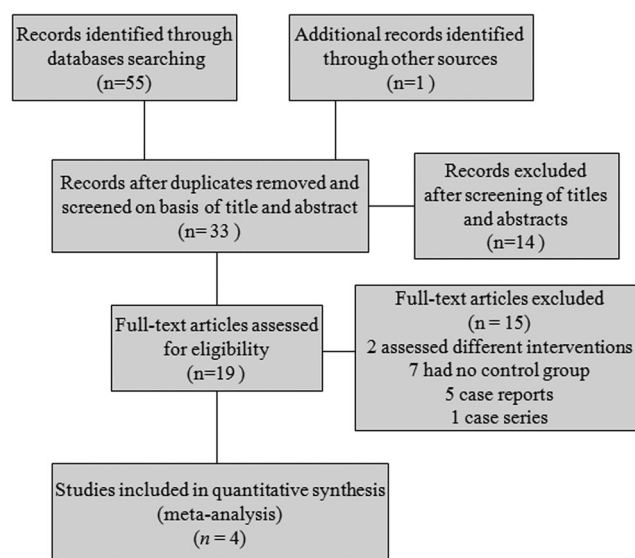 Records identified through
databases searching
(n=55)
Additional records identified
through other sources
(n=1 )
Records after duplicates removed and
screened on basis of title and abstract
(n= 33 )
Records excluded
after screening of titles
and abstracts
(n=14 )
Full-text articles assessed
for eligibility
(n=19 )
Full-text articles excluded
(n = 15)
2 assessed different interventions
7 had no control group
5 case reports
1 case series
Studies included in quantitative synthesis
(meta-analysis)
(n = 4)